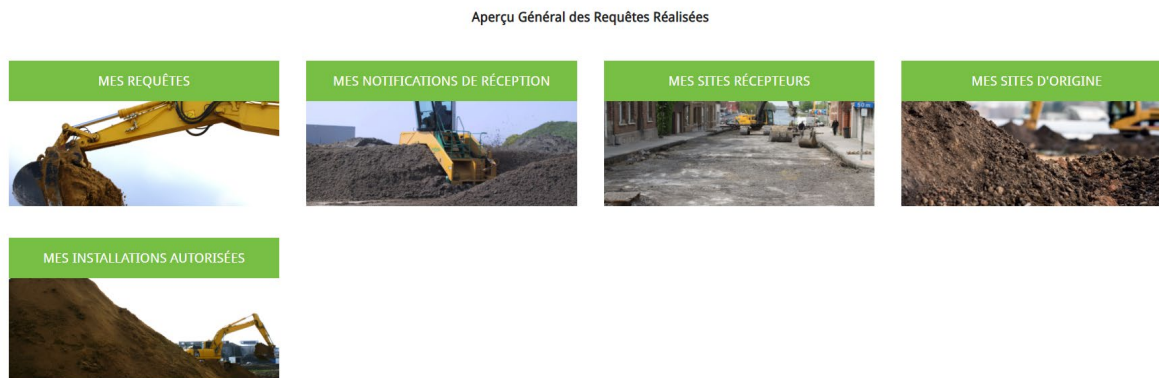 Aperçu Général des Requêtes Réalisées
MES REQUÊTES
MES NOTIFICATIONS DE RÉCEPTION
MES SITES RÉCEPTEURS
MES SITES D'ORIGINE
MES INSTALLATIONS AUTORISÉES